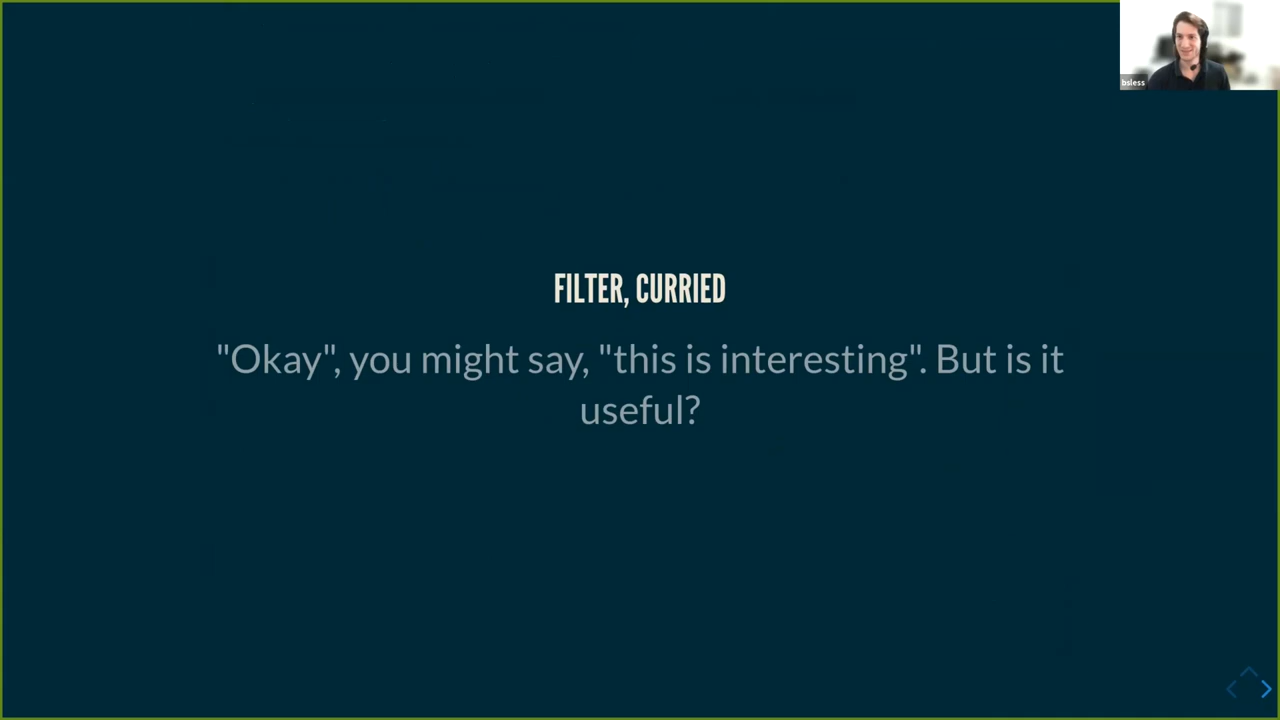 bsless
FILTER, CURRIED
"Okay", you might say, "this is interesting". But is it
useful?